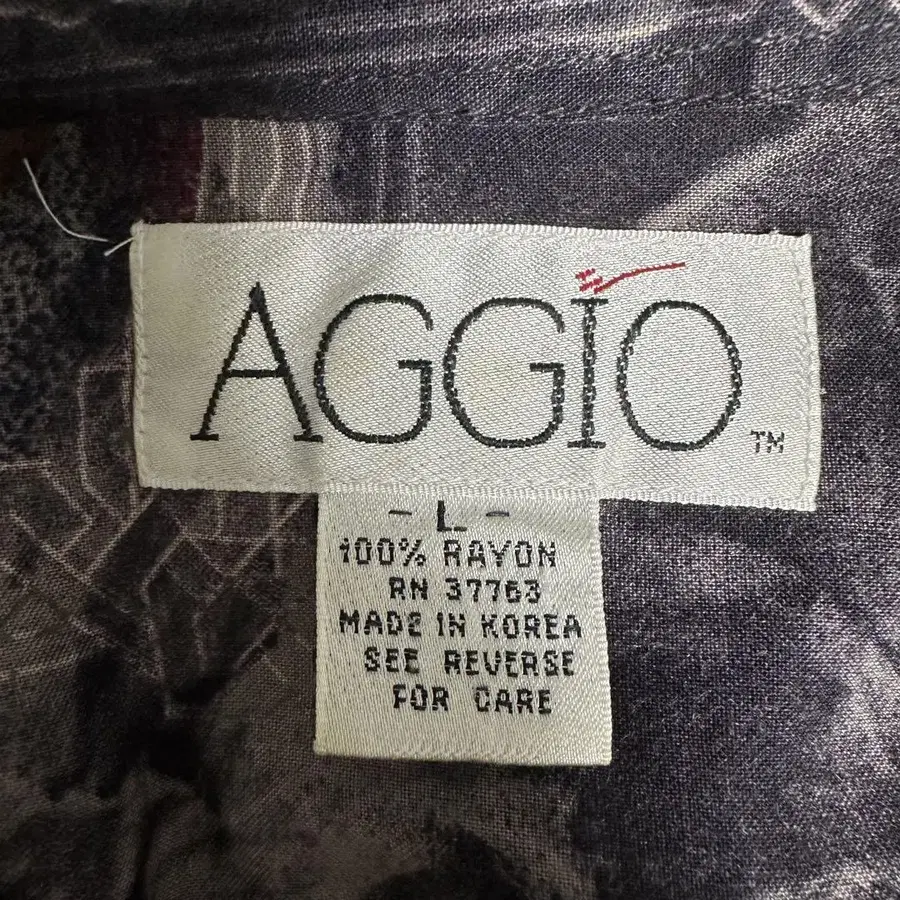 AGGIO TM
- L -
100% RAYON
RN 37763
MADE IN KOREA
SEE REVERSE
FOR CARE